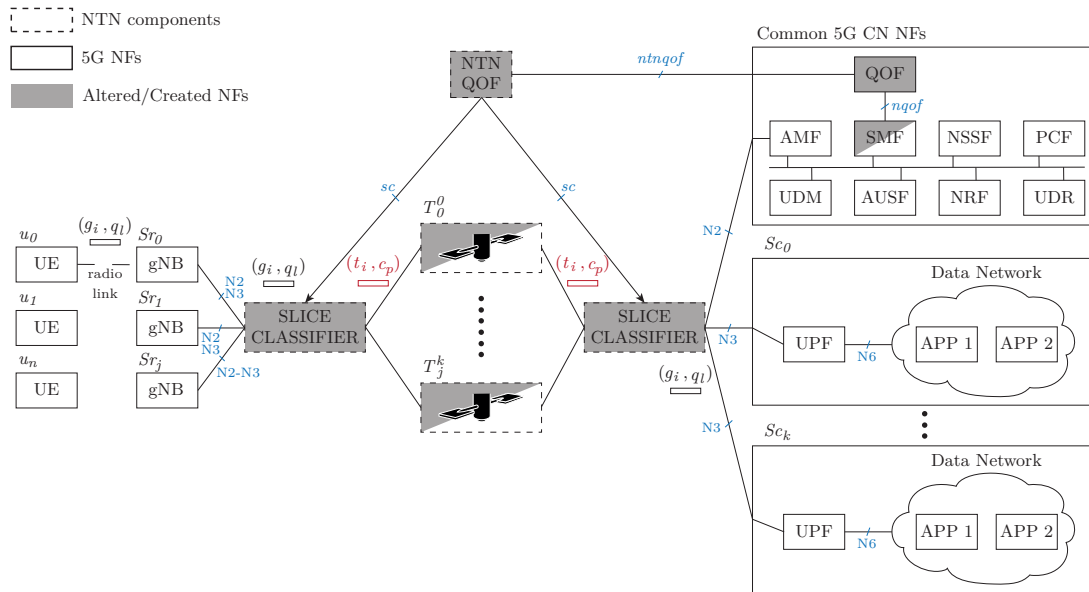 NTN components
5G NFs
Altered/Created NFs
NTN
QOF
ntnqof
Common 5G CN NFs
QOF
nqof
AMF
SMF
NSSF
PCF
UDM
AUSF
NRF
UDR
sc
sc
N2
u_0
(g_i, q_l)
Sr_0
UE
radio
link
gNB
N2
N3
u_1
Sr_1
UE
gNB
N2
N3
u_n
Sr_j
UE
gNB
N2-N3
(g_i, q_l)
SLICE
CLASSIFIER
(t_i, c_p)
T_0^0
T_j^k
(t_i, c_p)
SLICE
CLASSIFIER
(g_i, q_l)
N3
N3
Sc_0
Data Network
UPF
N6
APP 1
APP 2
Sc_k
Data Network
UPF
N6
APP 1
APP 2